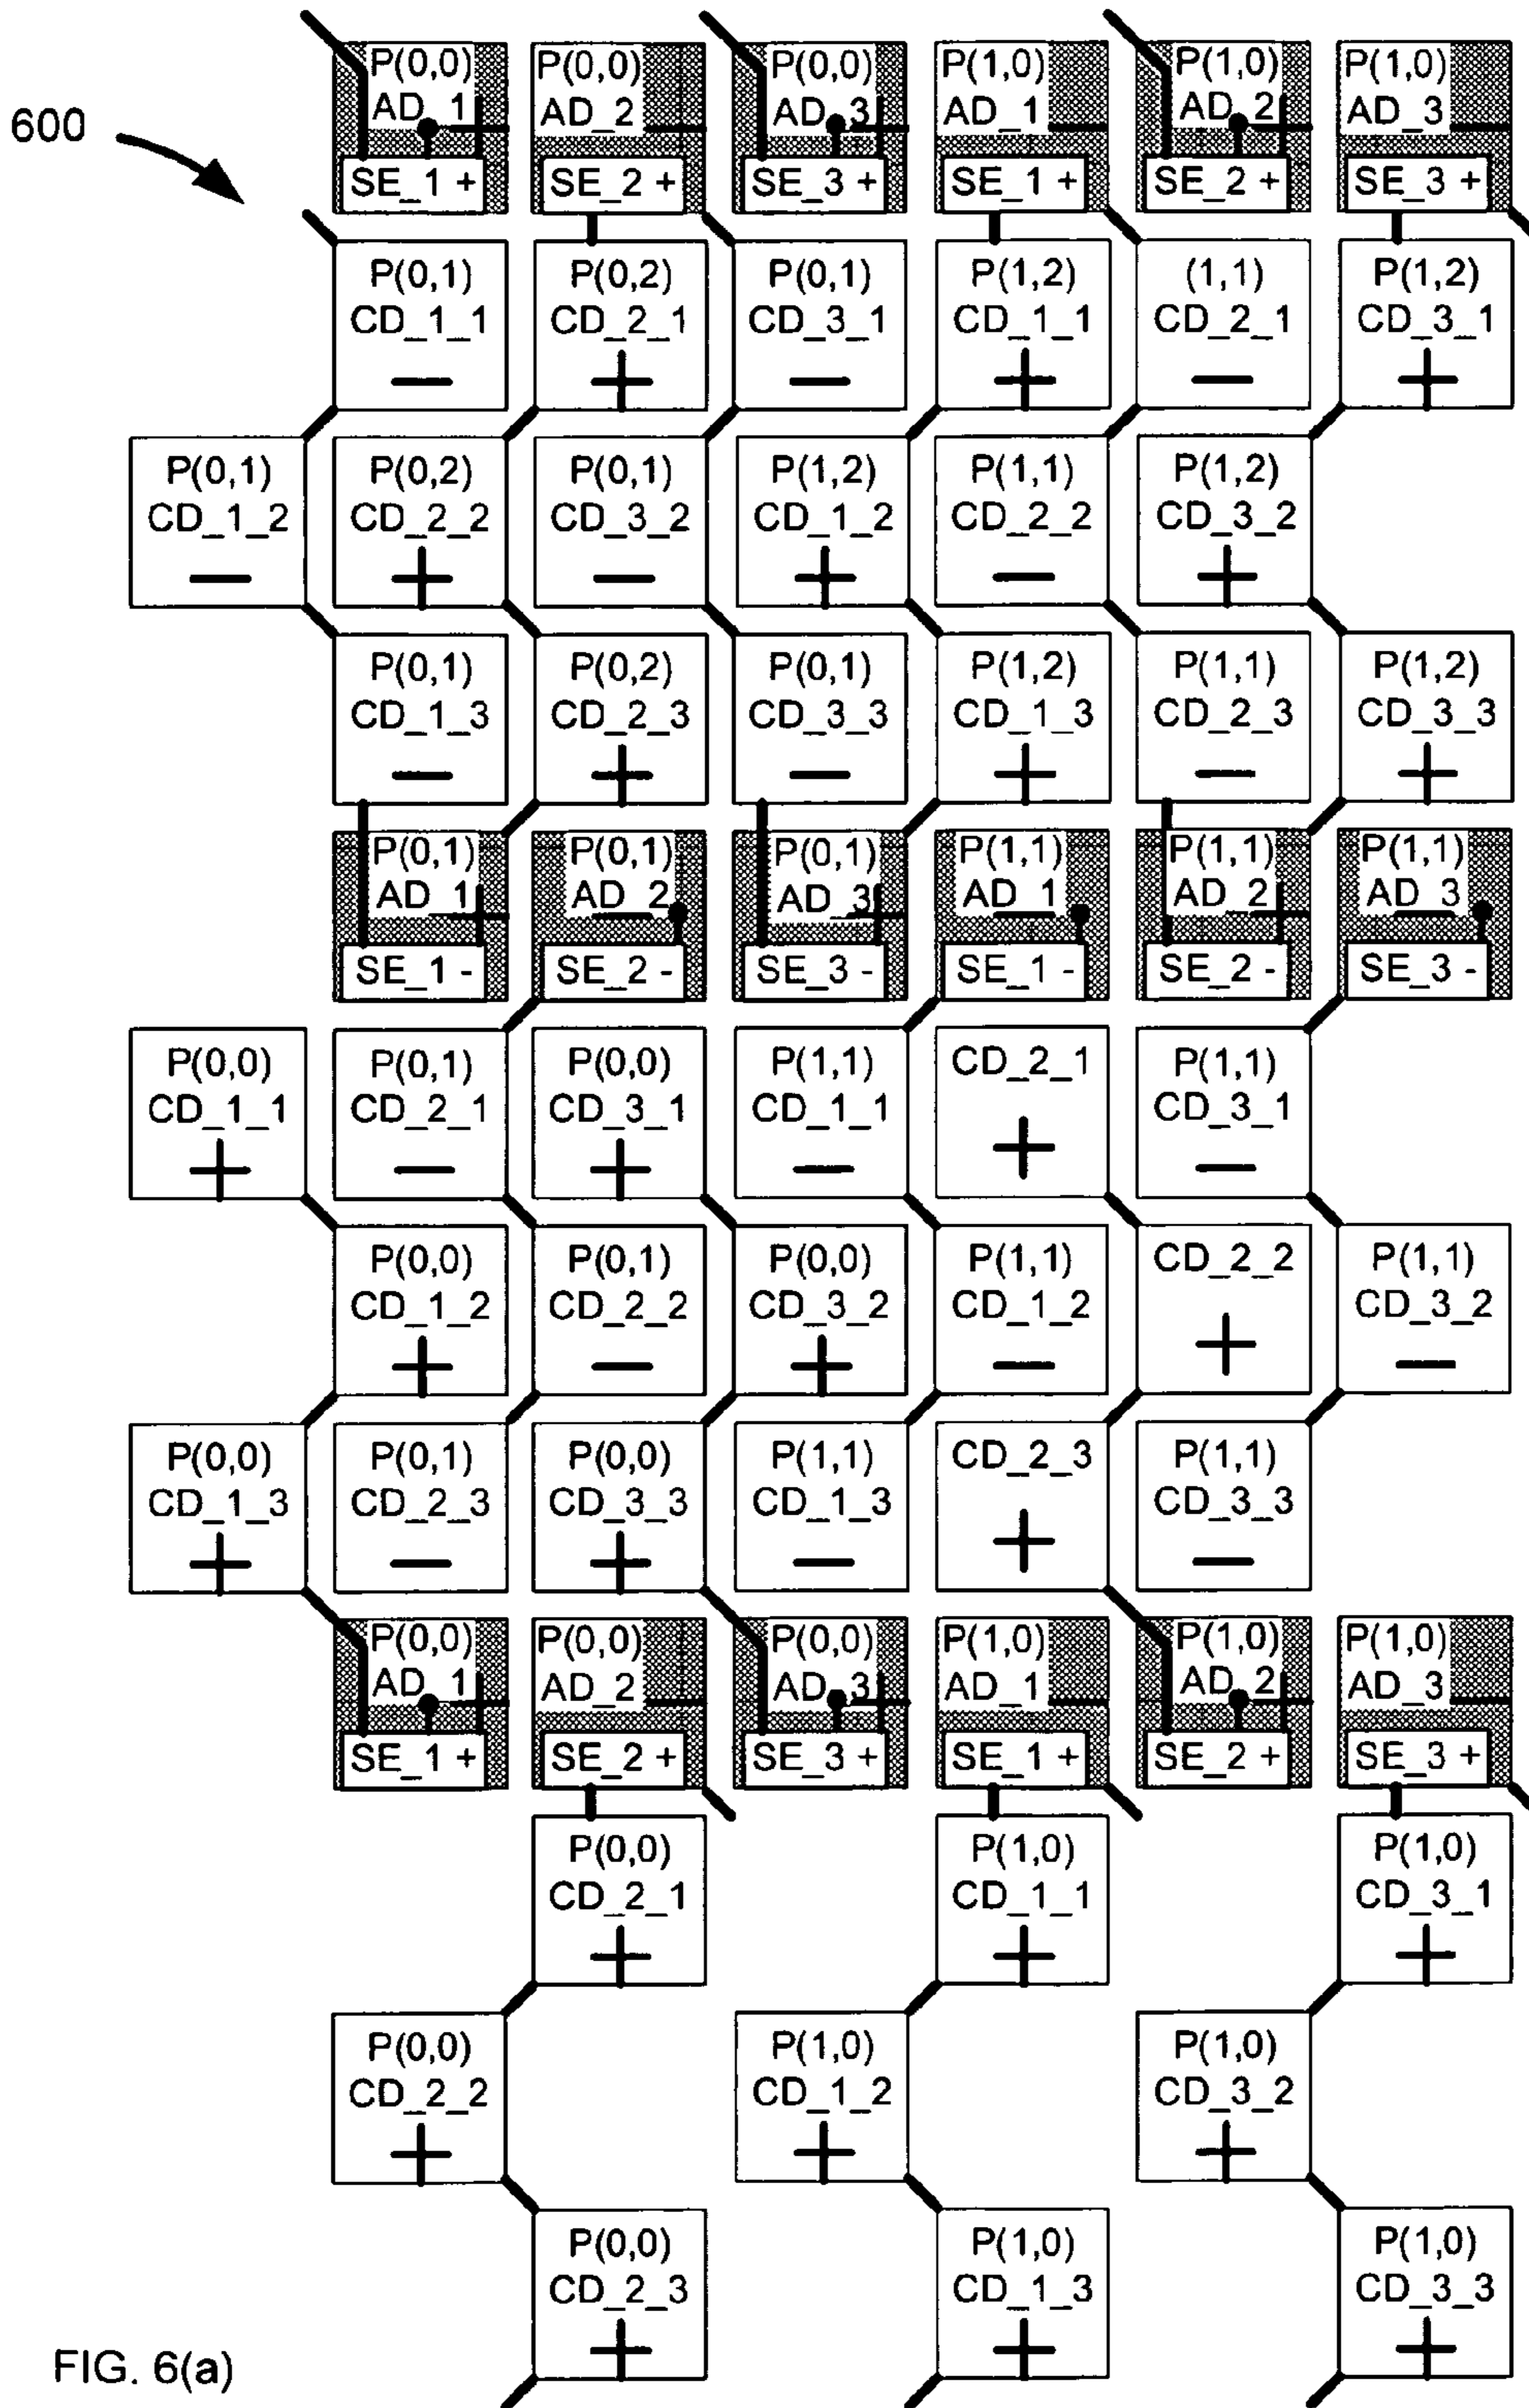 600
P(0,0) P(0,0) P(0,0) P(1,0) P(1,0) P(1,0)
AD_1 AD_2 AD_3 AD_1 AD_2 AD_3
SE_1 + SE_2 + SE_3 + SE_1 + SE_2 + SE_3 +
P(0,1) P(0,2) P(0,1) P(1,2) (1,1) P(1,2)
CD_1_1 CD_2_1 CD_3_1 CD_1_1 CD_2_1 CD_3_1
− + − + − +
P(0,1) P(0,2) P(0,1) P(1,2) P(1,1) P(1,2)
CD_1_2 CD_2_2 CD_3_2 CD_1_2 CD_2_2 CD_3_2
− + − + − +
P(0,1) P(0,2) P(0,1) P(1,2) P(1,1) P(1,2)
CD_1_3 CD_2_3 CD_3_3 CD_1_3 CD_2_3 CD_3_3
− + − + − +
P(0,1) P(0,1) P(0,1) P(1,1) P(1,1) P(1,1)
AD_1 AD_2 AD_3 AD_1 AD_2 AD_3
SE_1 - SE_2 - SE_3 - SE_1 - SE_2 - SE_3 -
P(0,0) P(0,1) P(0,0) P(1,1) CD_2_1 P(1,1)
CD_1_1 CD_2_1 CD_3_1 CD_1_1 CD_3_1
+ − + − + −
P(0,0) P(0,1) P(0,0) P(1,1) CD_2_2 P(1,1)
CD_1_2 CD_2_2 CD_3_2 CD_1_2 CD_3_2
+ − + − + −
P(0,0) P(0,1) P(0,0) P(1,1) CD_2_3 P(1,1)
CD_1_3 CD_2_3 CD_3_3 CD_1_3 CD_3_3
+ − + − + −
P(0,0) P(0,0) P(0,0) P(1,0) P(1,0) P(1,0)
AD_1 AD_2 AD_3 AD_1 AD_2 AD_3
SE_1 + SE_2 + SE_3 + SE_1 + SE_2 + SE_3 +
P(0,0) P(1,0) P(1,0)
CD_2_1 CD_1_1 CD_3_1
+ + +
P(0,0) P(1,0) P(1,0)
CD_2_2 CD_1_2 CD_3_2
+ + +
P(0,0) P(1,0) P(1,0)
CD_2_3 CD_1_3 CD_3_3
+ + +
FIG. 6(a)